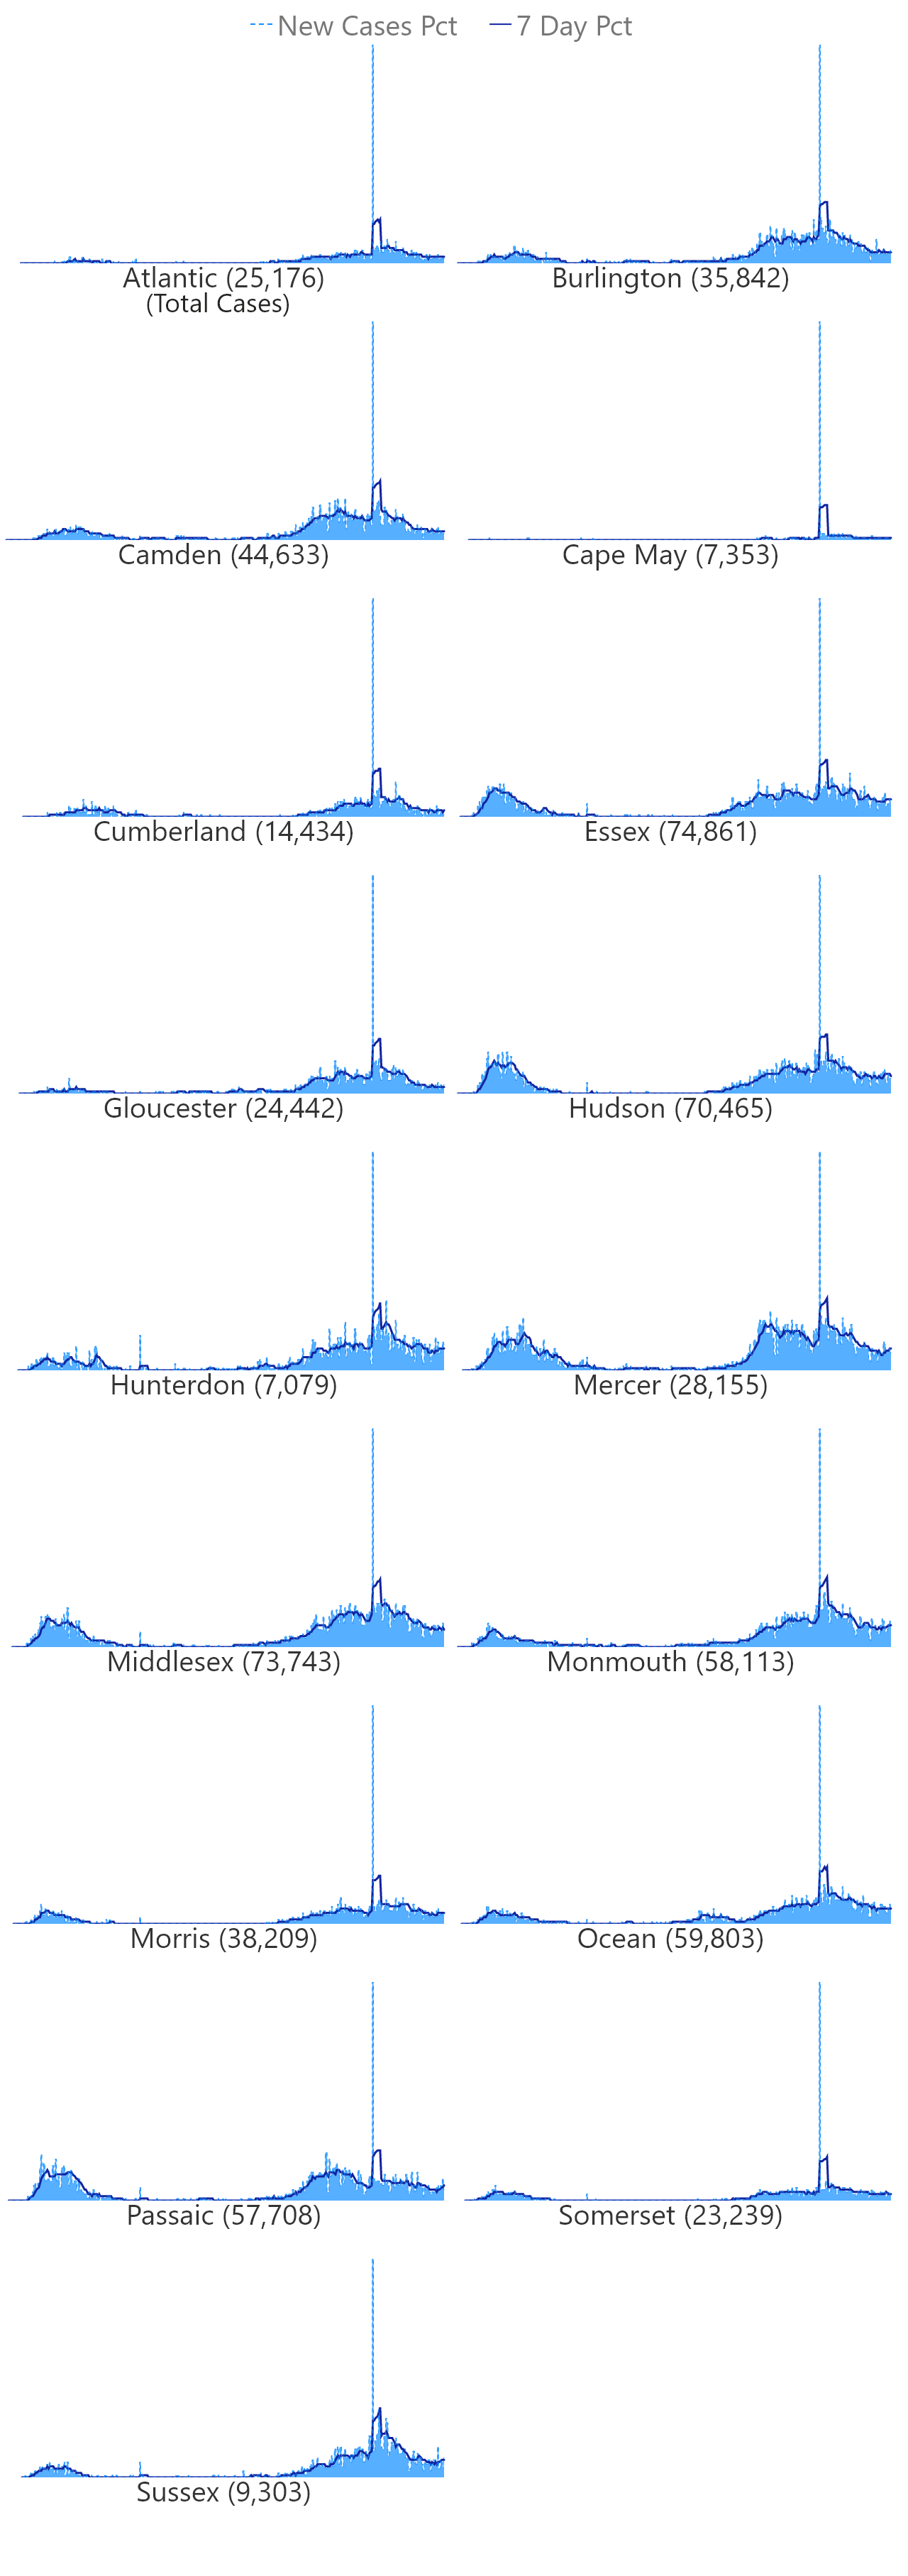 New Cases Pct 7 Day Pct
Atlantic (25,176) Burlington (35,842)
(Total Cases)
Camden (44,633) Cape May (7,353)
Cumberland (14,434) Essex (74,861)
Gloucester (24,442) Hudson (70,465)
Hunterdon (7,079) Mercer (28,155)
Middlesex (73,743) Monmouth (58,113)
Morris (38,209) Ocean (59,803)
Passaic (57,708) Somerset (23,239)
Sussex (9,303)